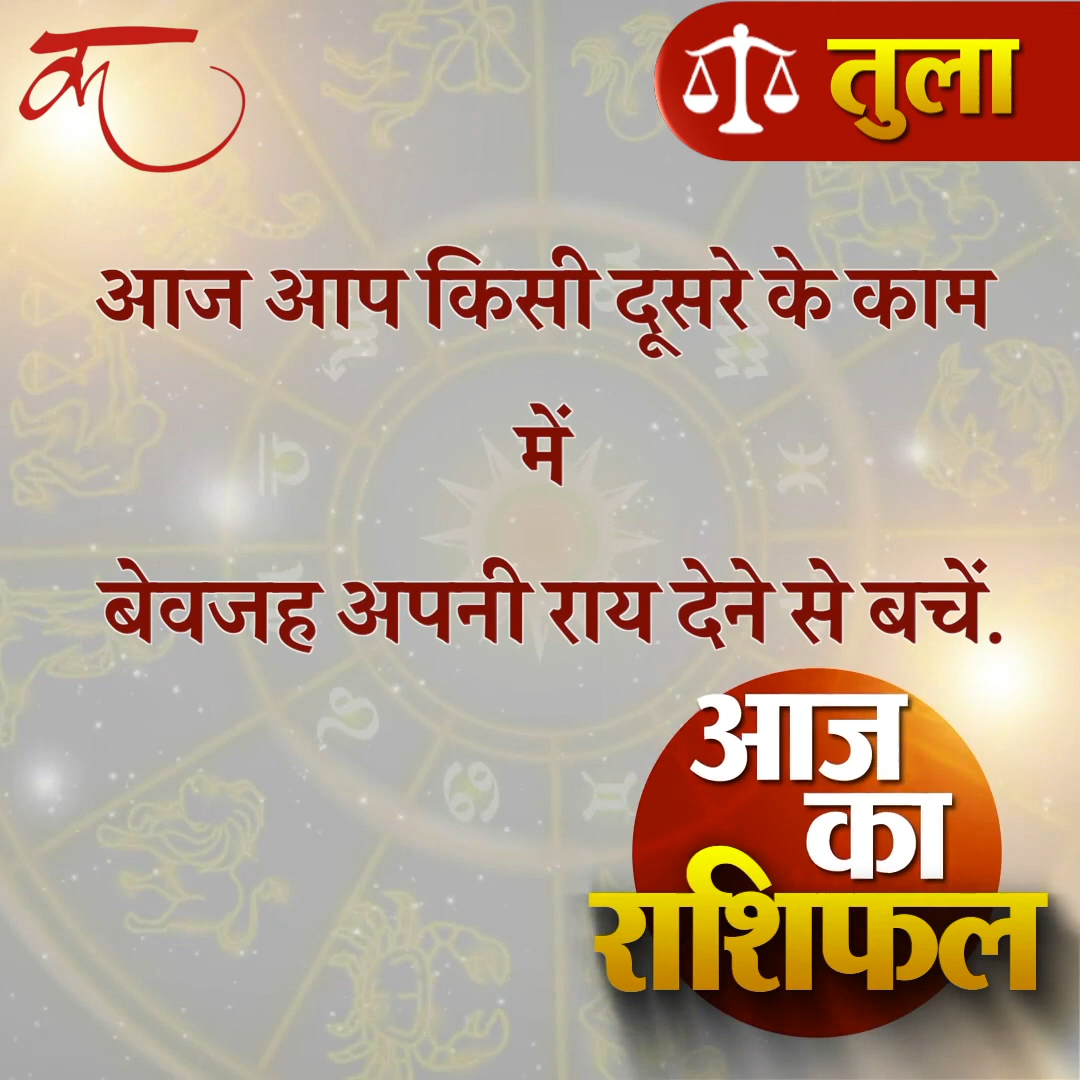 क
तुला
आज आप किसी दूसरे के काम
में
बेवजह अपनी राय देने से बचें.
आज
का
राशिफल